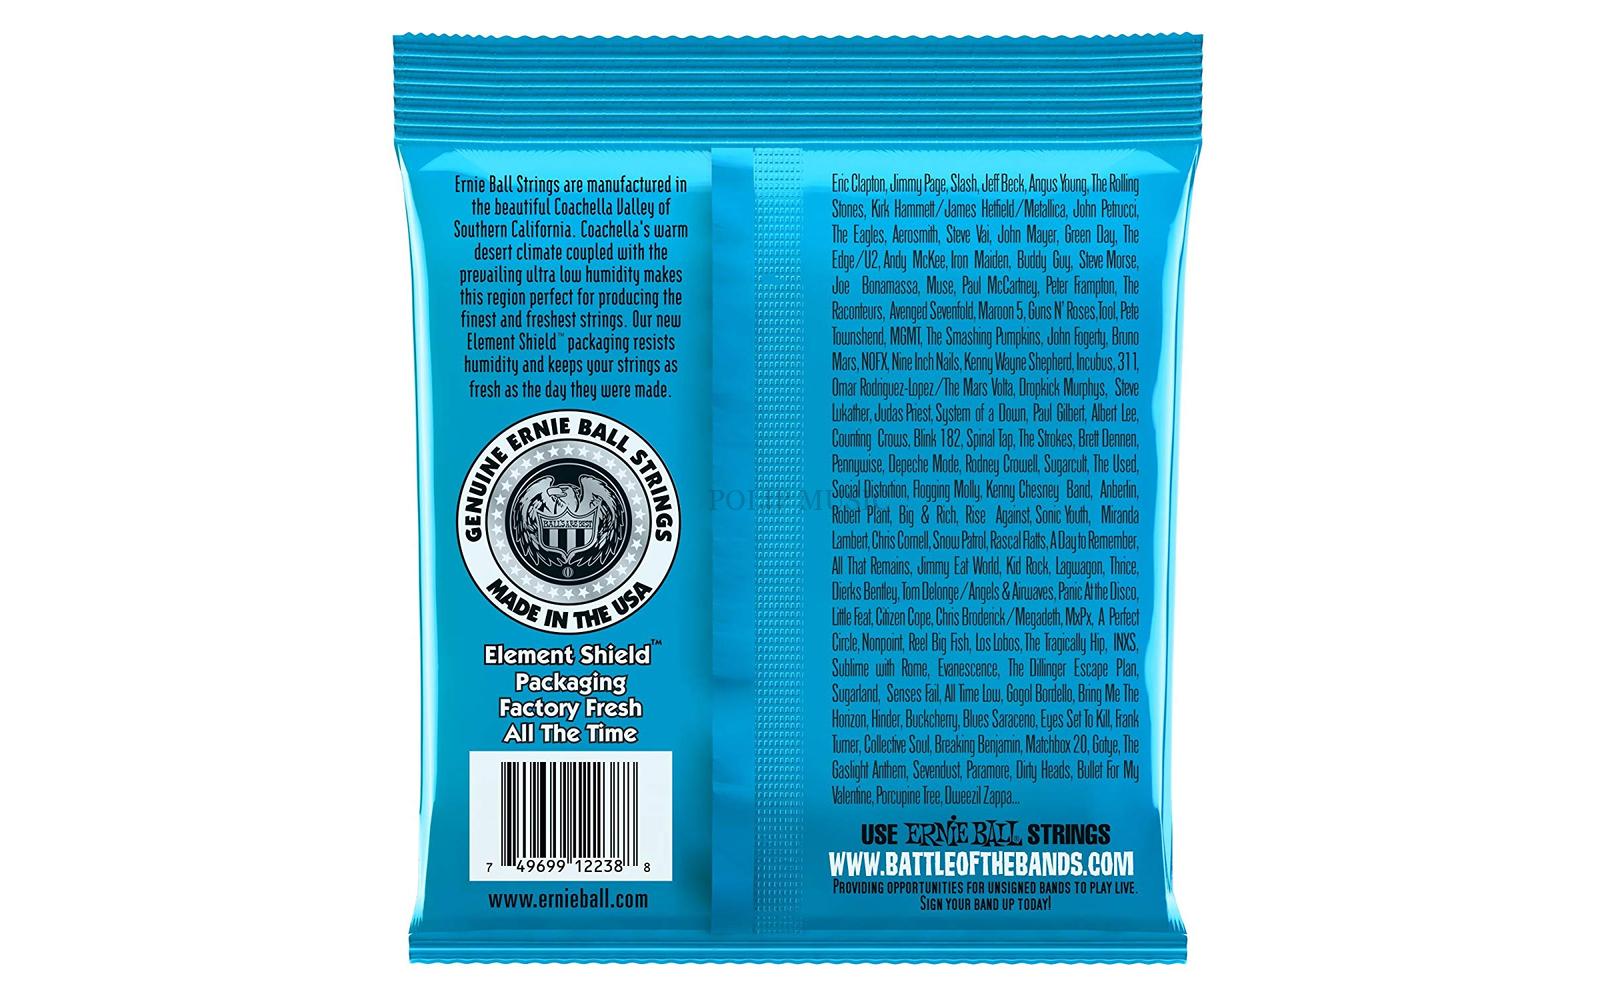 Ernie Ball Strings are manufactured in
the beautiful Coachella Valley of
Southern California. Coachella's warm
desert climate coupled with the
prevailing ultra low humidity makes
this region perfect for producing the
finest and freshest strings. Our new
Element Shield™ packaging resists
humidity and keeps your strings as
fresh as the day they were made.
GENUINE ERNIE BALL STRINGS
BALLS ARE BEST
MADE IN THE USA
Element Shield™
Packaging
Factory Fresh
All The Time
7 49699 12238 8
www.ernieball.com
Eric Clapton, Jimmy Page, Slash, Jeff Beck, Angus Young, The Rolling
Stones, Kirk Hammett/James Hetfield/Metallica, John Petrucci,
The Eagles, Aerosmith, Steve Vai, John Mayer, Green Day, The
Edge/U2, Andy McKee, Iron Maiden, Buddy Guy, Steve Morse,
Joe Bonamassa, Muse, Paul McCartney, Peter Frampton, The
Raconteurs, Avenged Sevenfold, Maroon 5, Guns N' Roses, Tool, Pete
Townshend, MGMT, The Smashing Pumpkins, John Fogerty, Bruno
Mars, NOFX, Nine Inch Nails, Kenny Wayne Shepherd, Incubus, 311,
Omar Rodriguez-Lopez/The Mars Volta, Dropkick Murphys, Steve
Lukather, Judas Priest, System of a Down, Paul Gilbert, Albert Lee,
Counting Crows, Blink 182, Spinal Tap, The Strokes, Brett Dennen,
Pennywise, Depeche Mode, Rodney Crowell, Sugarcult, The Used,
Social Distortion, Flogging Molly, Kenny Chesney Band, Anberlin,
Robert Plant, Big & Rich, Rise Against, Sonic Youth, Miranda
Lambert, Chris Cornell, Snow Patrol, Rascal Flatts, A Day to Remember,
All That Remains, Jimmy Eat World, Kid Rock, Lagwagon, Thrice,
Dierks Bentley, Tom Delonge/Angels & Airwaves, Panic At the Disco,
Little Feat, Citizen Cope, Chris Broderick/Megadeth, MxPx, A Perfect
Circle, Nonpoint, Reel Big Fish, Los Lobos, The Tragically Hip, INXS,
Sublime with Rome, Evanescence, The Dillinger Escape Plan,
Sugarland, Senses Fail, All Time Low, Gogol Bordello, Bring Me The
Horizon, Hinder, Buckcherry, Blues Saraceno, Eyes Set To Kill, Frank
Turner, Collective Soul, Breaking Benjamin, Matchbox 20, Gotye, The
Gaslight Anthem, Sevendust, Paramore, Dirty Heads, Bullet For My
Valentine, Porcupine Tree, Dweezil Zappa...
USE ERNIE BALL® STRINGS
WWW.BATTLEOFTHEBANDS.COM
PROVIDING OPPORTUNITIES FOR UNSIGNED BANDS TO PLAY LIVE.
SIGN YOUR BAND UP TODAY!